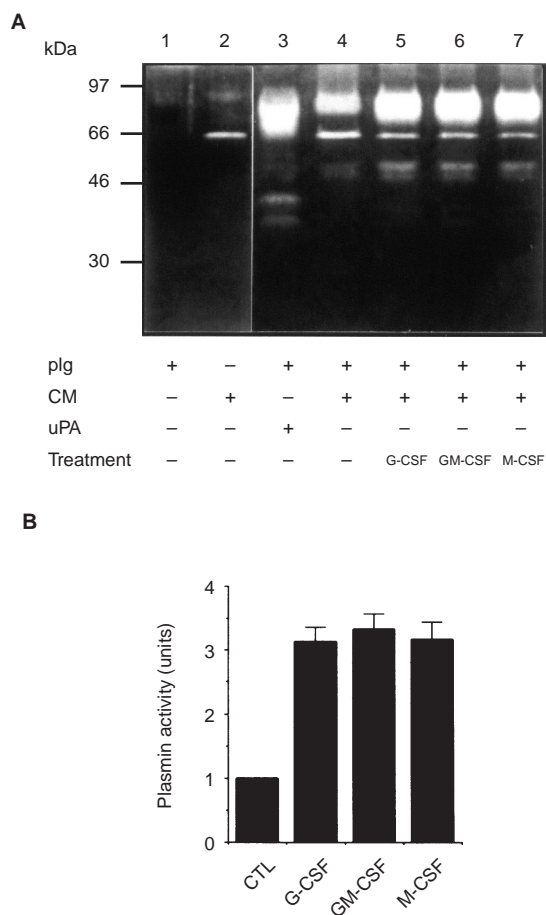 A
kDa 1 2 3 4 5 6 7
97
66
46
30
plg + – + + + + +
CM – + – + + + +
uPA – – + – – – –
Treatment – – – – G-CSF GM-CSF M-CSF
B
Plasmin activity (units)
4
3
2
1
0
CTL G-CSF GM-CSF M-CSF